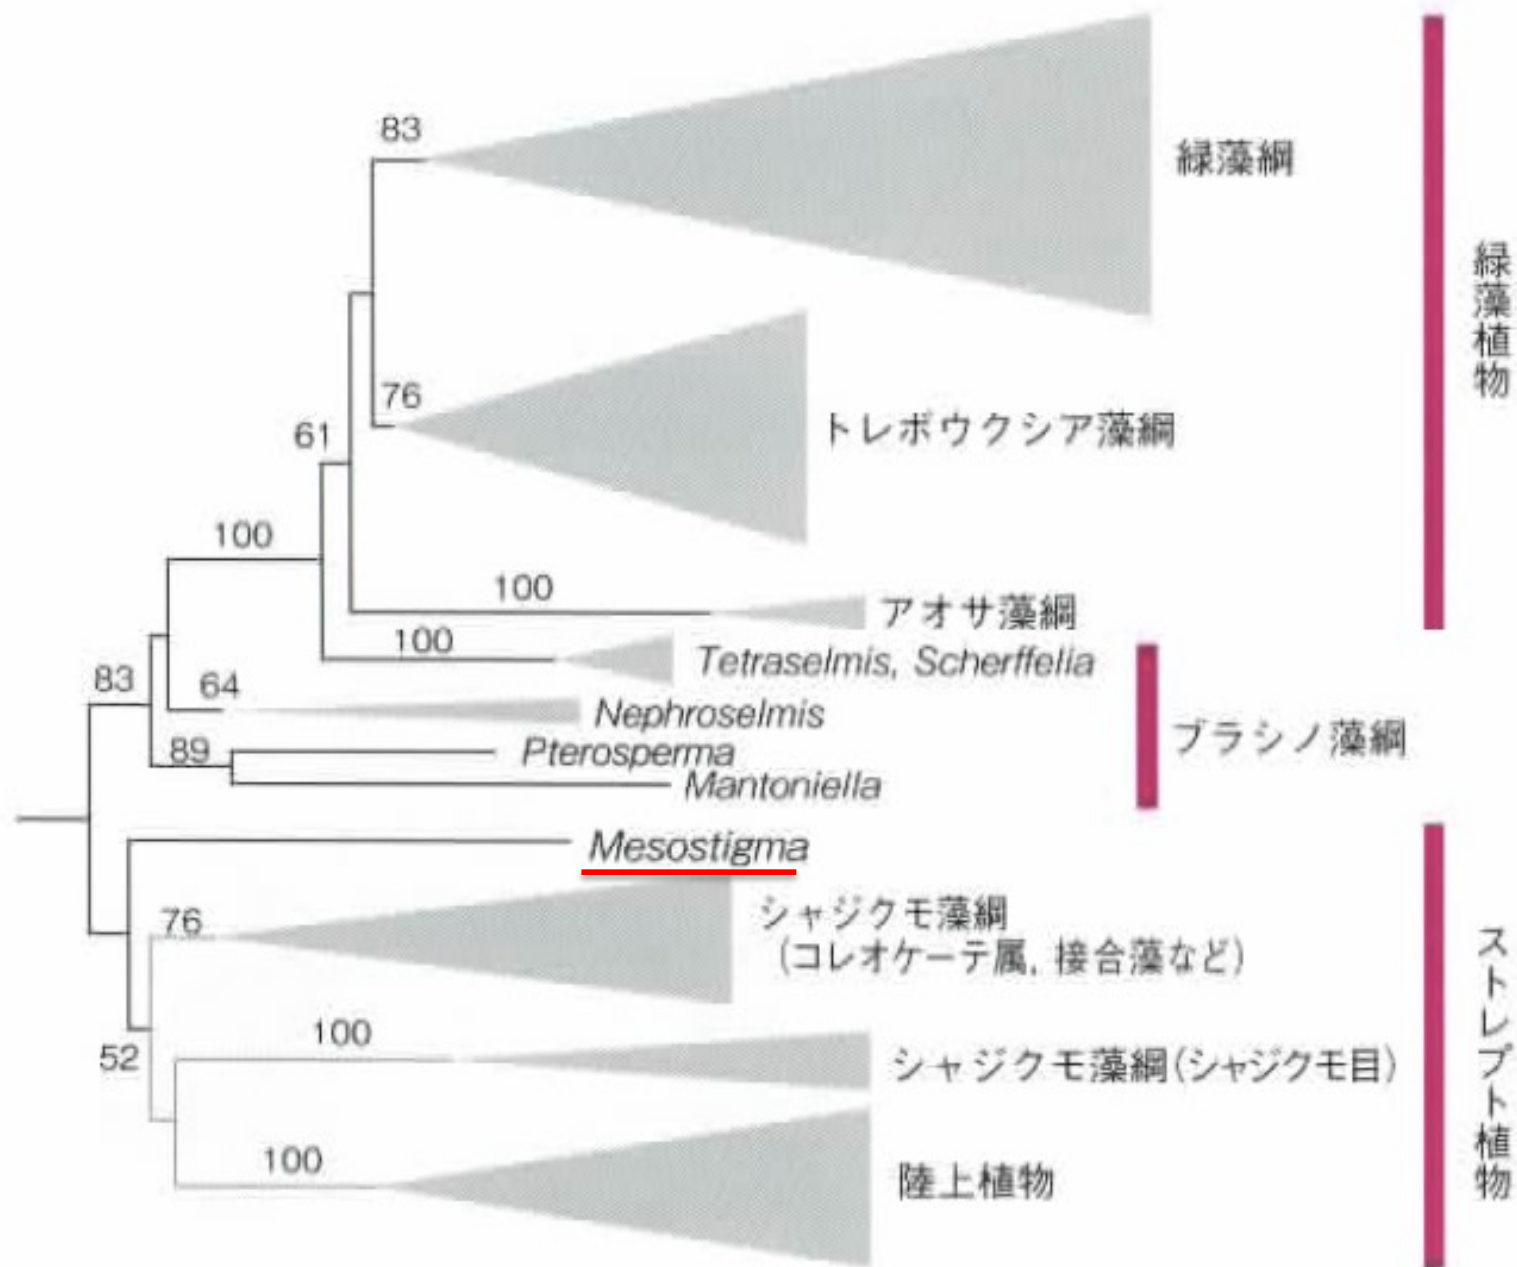 83
緑藻綱
緑藻植物
76
トレボウクシア藻綱
61
100
100
アオサ藻綱
100
Tetraselmis, Scherffelia
83
64
Nephroselmis
89
Pterosperma
Mantoniella
プラシノ藻綱
Mesostigma
76
シャジクモ藻綱
(コレオケーテ属, 接合藻など)
52
100
シャジクモ藻綱(シャジクモ目)
100
陸上植物
ストレプト植物